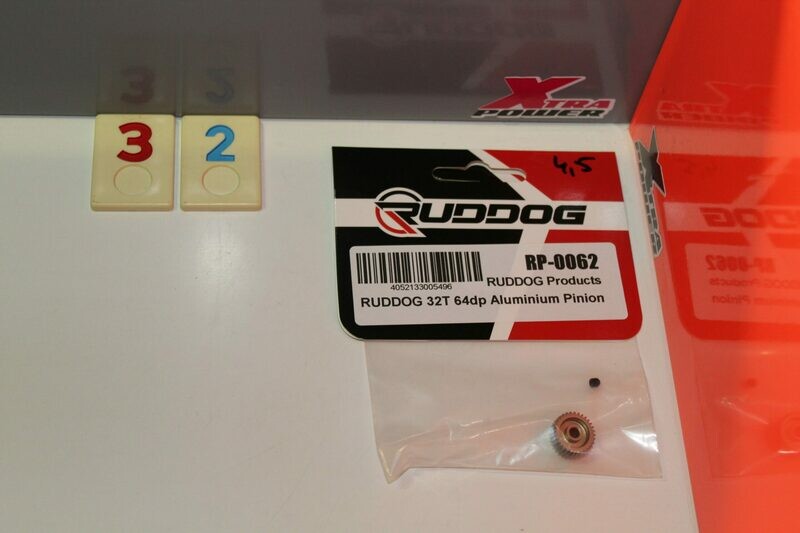 XTRA
POWER
3 2
4,5
RUDDOG
RP-0062
4052133005496
RUDDOG Products
RUDDOG 32T 64dp Aluminium Pinion